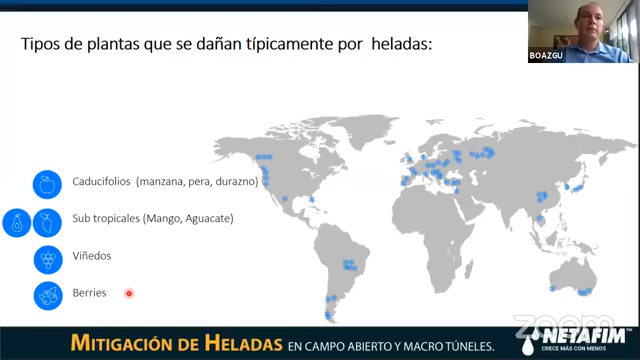 Tipos de plantas que se dañan típicamente por heladas:
BOAZGU
Caducifolios (manzana, pera, durazno)
Sub tropicales (Mango, Aguacate)
Viñedos
Berries
zoom
MITIGACIÓN DE HELADAS EN CAMPO ABIERTO Y MACRO TÚNELES.
NETAFIM™
CRECE MÁS CON MENOS